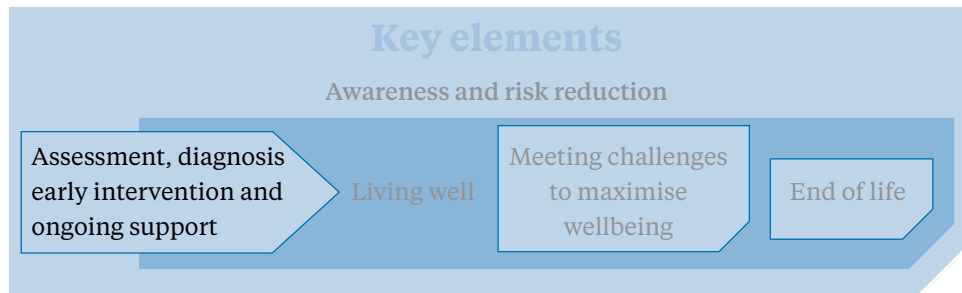 Key elements
Awareness and risk reduction
Assessment, diagnosis
early intervention and
ongoing support
Living well
Meeting challenges
to maximise
wellbeing
End of life